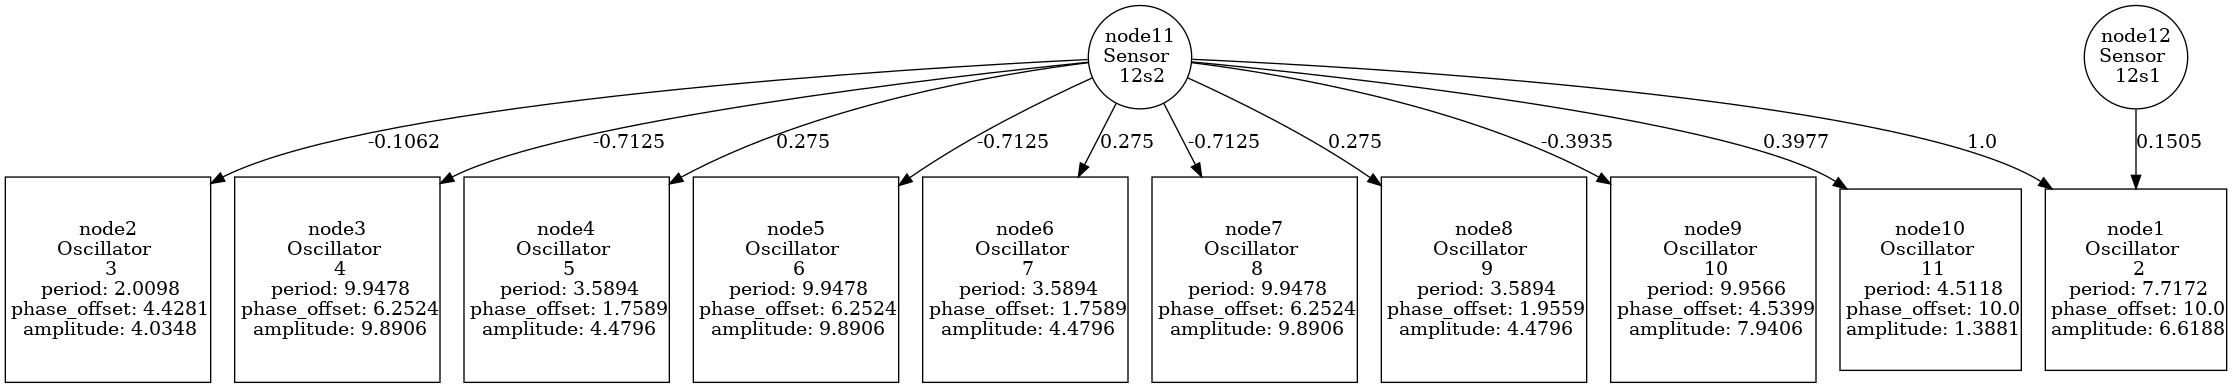 node11
Sensor
12s2
node12
Sensor
12s1
-0.1062
-0.7125
0.275
-0.7125
0.275
-0.7125
0.275
-0.3935
0.3977
1.0
0.1505
node2
Oscillator
3
period: 2.0098
phase_offset: 4.4281
amplitude: 4.0348
node3
Oscillator
4
period: 9.9478
phase_offset: 6.2524
amplitude: 9.8906
node4
Oscillator
5
period: 3.5894
phase_offset: 1.7589
amplitude: 4.4796
node5
Oscillator
6
period: 9.9478
phase_offset: 6.2524
amplitude: 9.8906
node6
Oscillator
7
period: 3.5894
phase_offset: 1.7589
amplitude: 4.4796
node7
Oscillator
8
period: 9.9478
phase_offset: 6.2524
amplitude: 9.8906
node8
Oscillator
9
period: 3.5894
phase_offset: 1.9559
amplitude: 4.4796
node9
Oscillator
10
period: 9.9566
phase_offset: 4.5399
amplitude: 7.9406
node10
Oscillator
11
period: 4.5118
phase_offset: 10.0
amplitude: 1.3881
node1
Oscillator
2
period: 7.7172
phase_offset: 10.0
amplitude: 6.6188